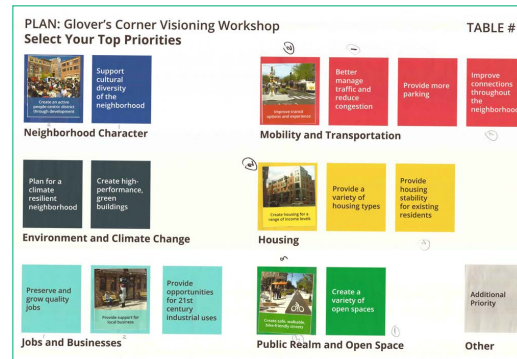 PLAN: Glover's Corner Visioning Workshop
TABLE #
Select Your Top Priorities
Create an active
people-centric district
through development
Support
cultural
diversity
of the
neighborhood
Neighborhood Character
Improve transit
options and experience
Better
manage
traffic and
reduce
congestion
Provide more
parking
Improve
connections
throughout
the
neighborhood
Mobility and Transportation
Plan for a
climate
resilient
neighborhood
Create high-
performance,
green
buildings
Environment and Climate Change
Create housing for a
range of income levels
Provide a
variety of
housing types
Provide
housing
stability
for existing
residents
Housing
Preserve and
grow quality
jobs
Provide support for
local business
Provide
opportunities
for 21st
century
industrial uses
Jobs and Businesses
Create safe, walkable,
bike-friendly streets
Create a
variety of
open spaces
Public Realm and Open Space
Additional
Priority
Other